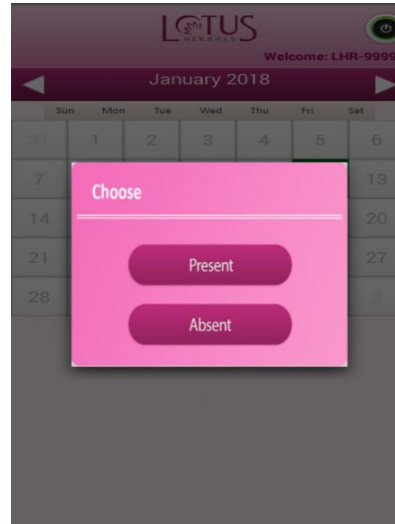 LOTUS
HERBALS
Welcome: LHR-9999
January 2018
Sun Mon Tue Wed Thu Fri Sat
31 1 2 3 4 5 6
7 13
Choose
14 20
21 Present 27
28 3
Absent